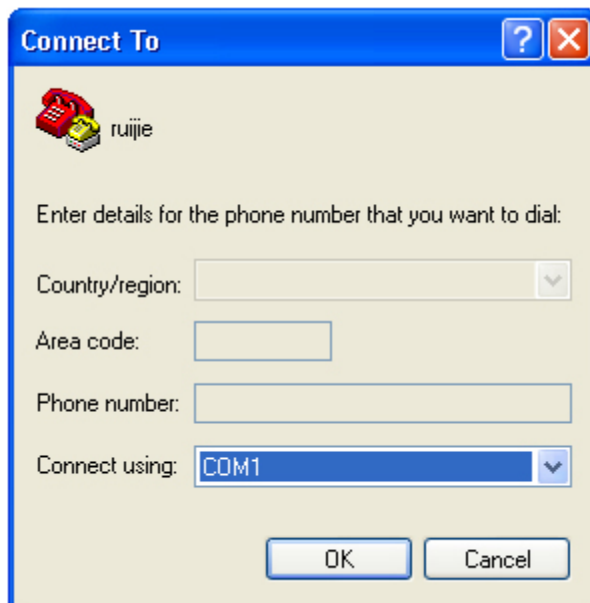 Connect To
ruijie
Enter details for the phone number that you want to dial:
Country/region:
Area code:
Phone number:
Connect using: COM1
OK Cancel